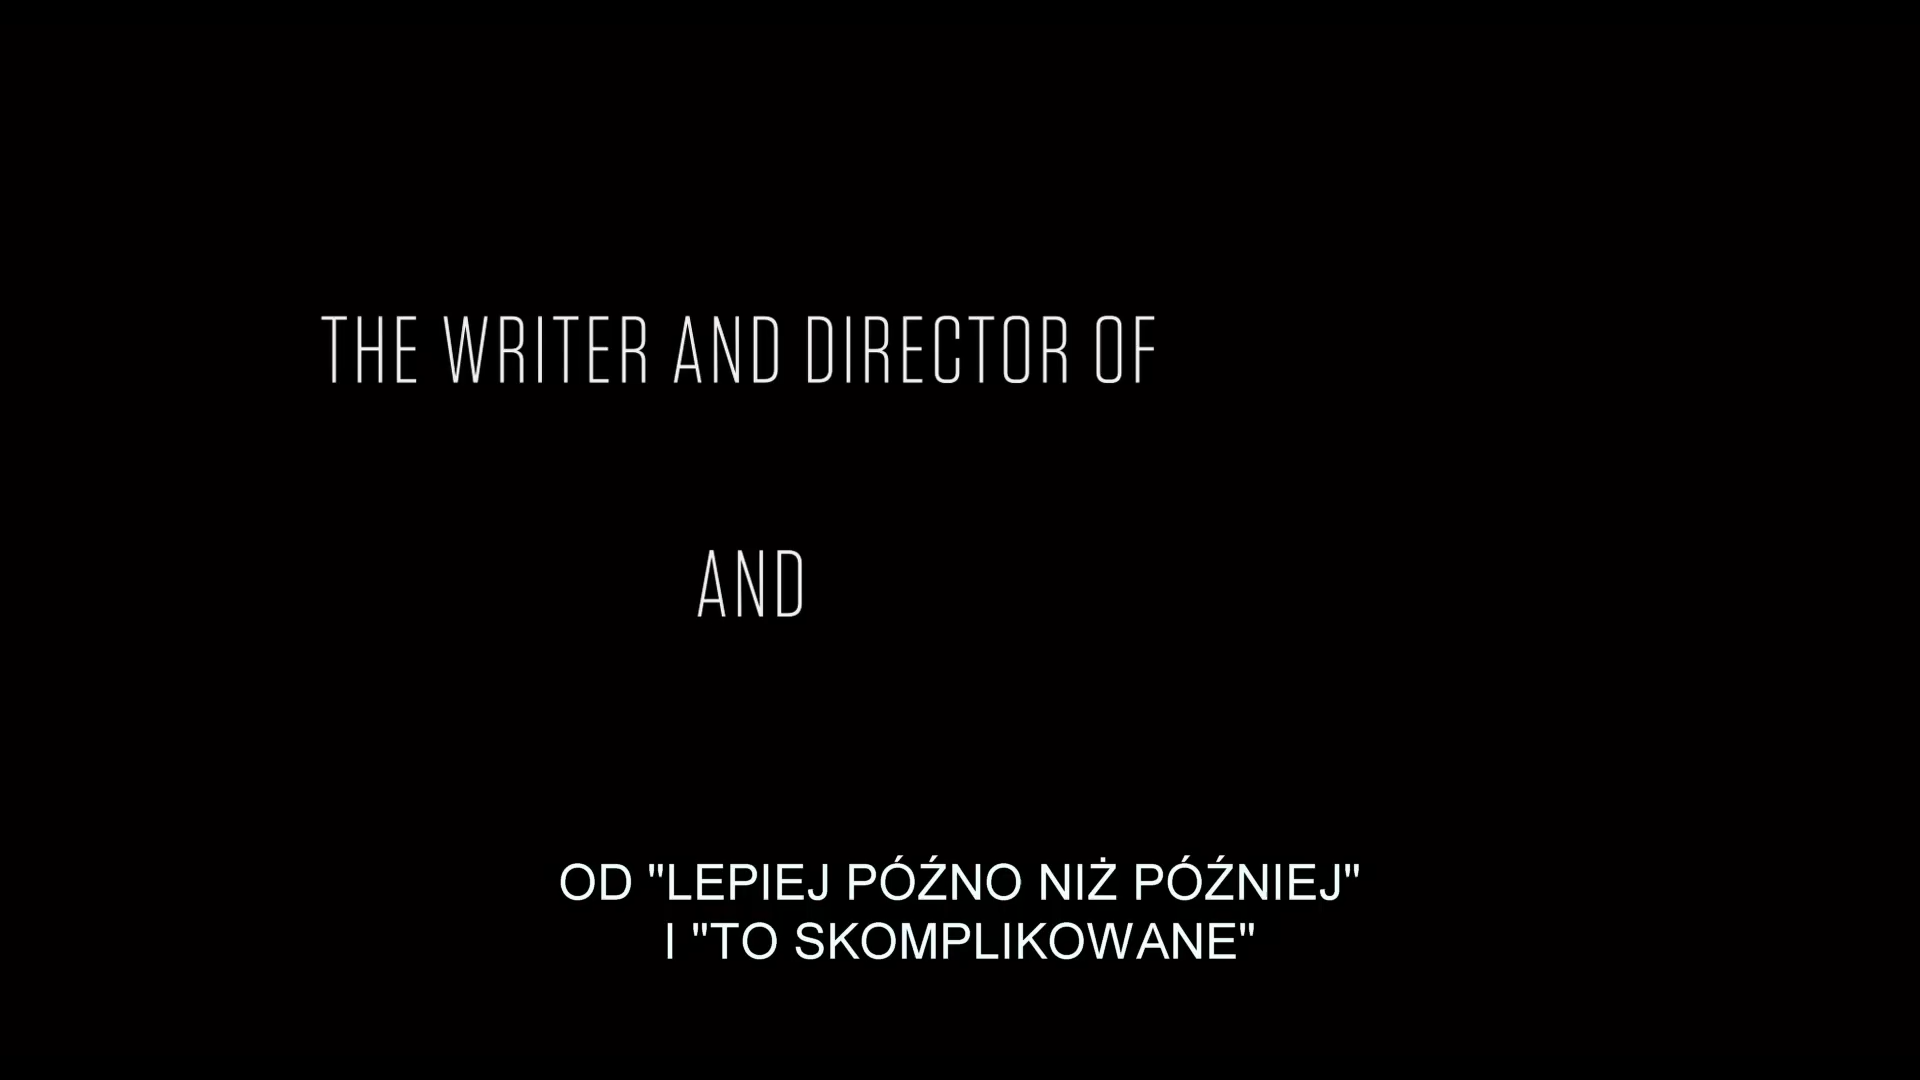 THE WRITER AND DIRECTOR OF
AND
OD "LEPIEJ PÓŹNO NIŻ PÓŹNIEJ"
I "TO SKOMPLIKOWANE"